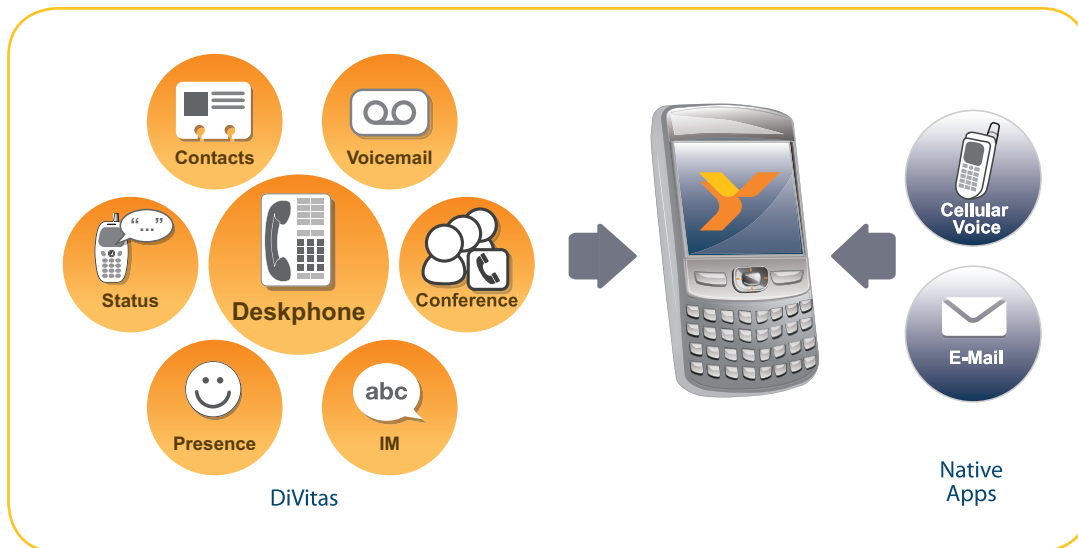 Contacts
Voicemail
"..."
Status
Deskphone
Conference
Presence
abc
IM
DiVitas
Cellular
Voice
E-Mail
Native
Apps